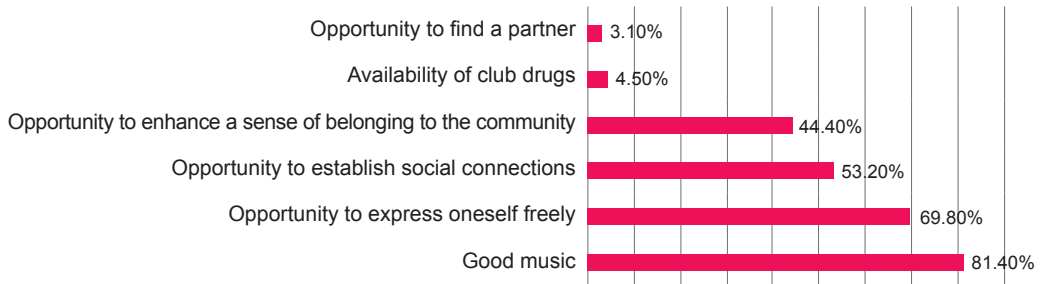 Opportunity to find a partner 3.10%
Availability of club drugs 4.50%
Opportunity to enhance a sense of belonging to the community 44.40%
Opportunity to establish social connections 53.20%
Opportunity to express oneself freely 69.80%
Good music 81.40%